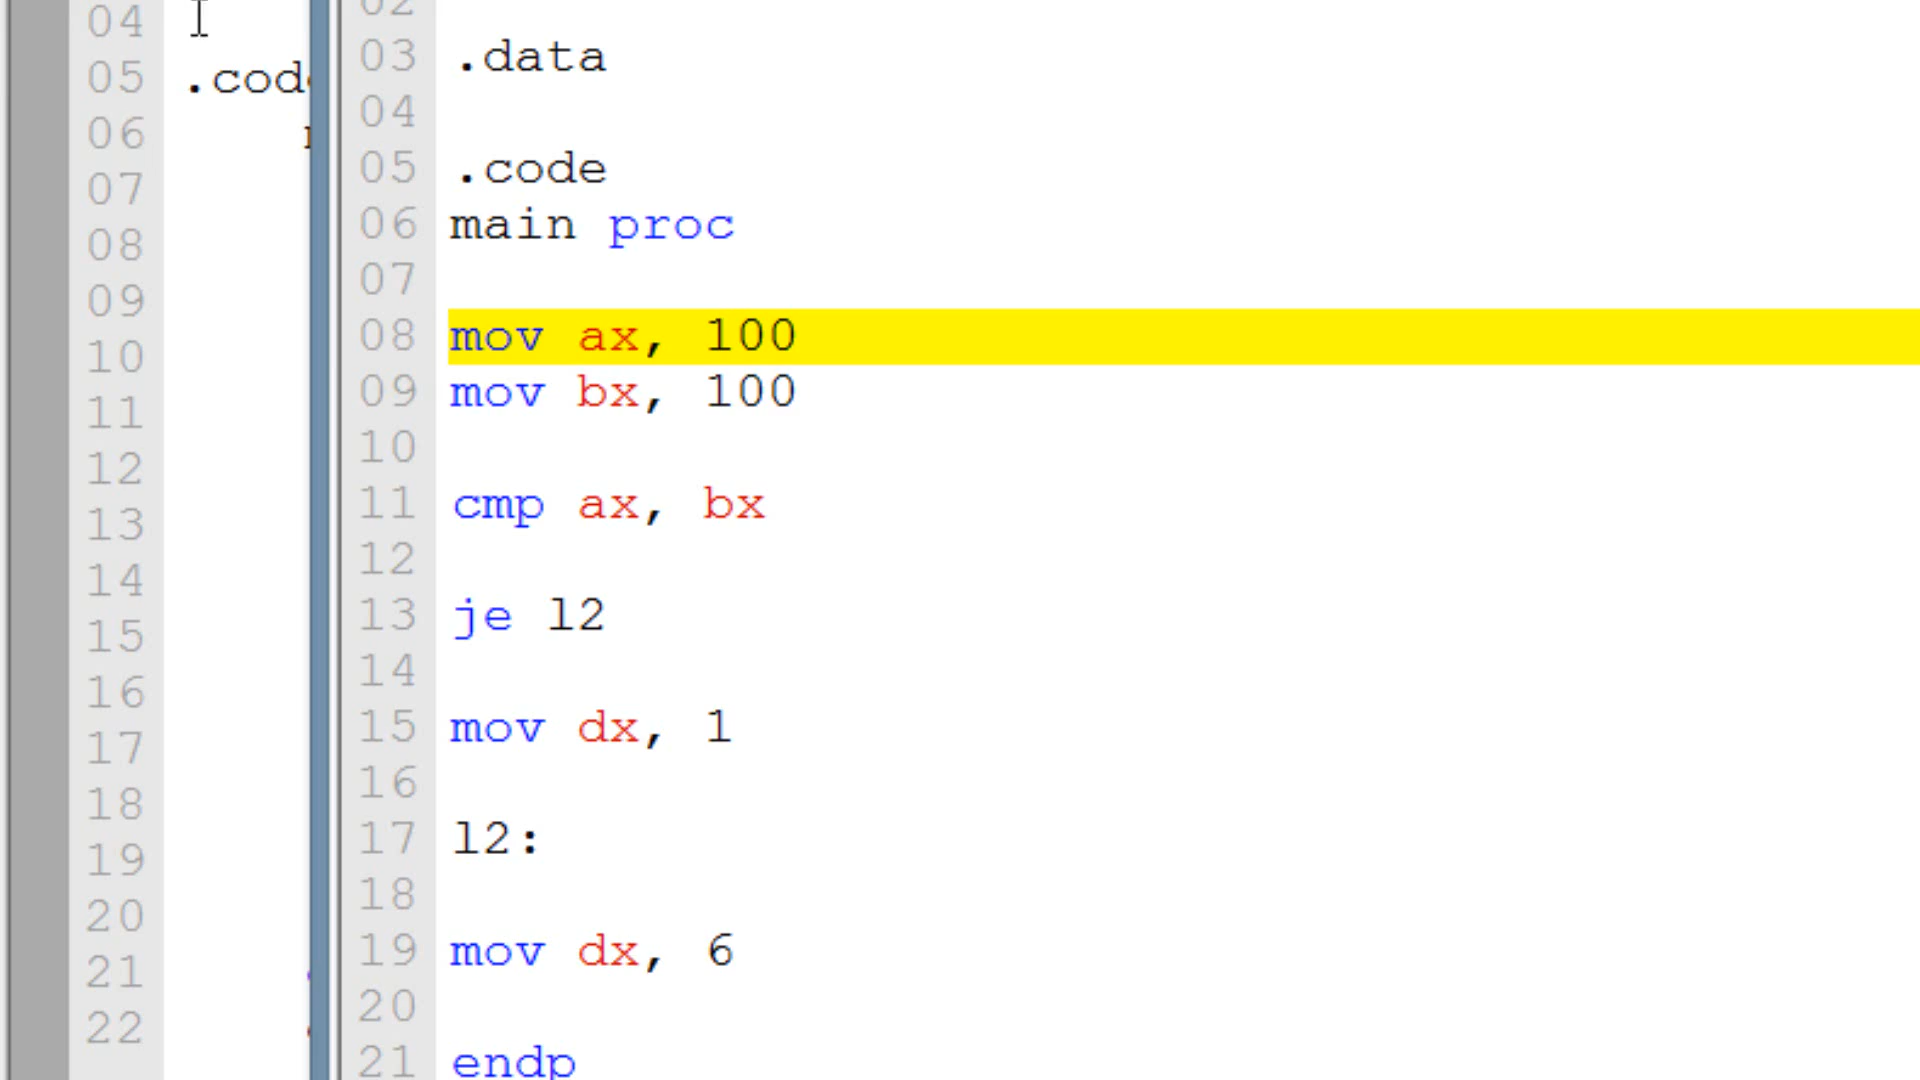 04
05 .cod
06
07
08
09
10
11
12
13
14
15
16
17
18
19
20
21
22
02
03 .data
04
05 .code
06 main proc
07
08 mov ax, 100
09 mov bx, 100
10
11 cmp ax, bx
12
13 je l2
14
15 mov dx, 1
16
17 l2:
18
19 mov dx, 6
20
21 endp